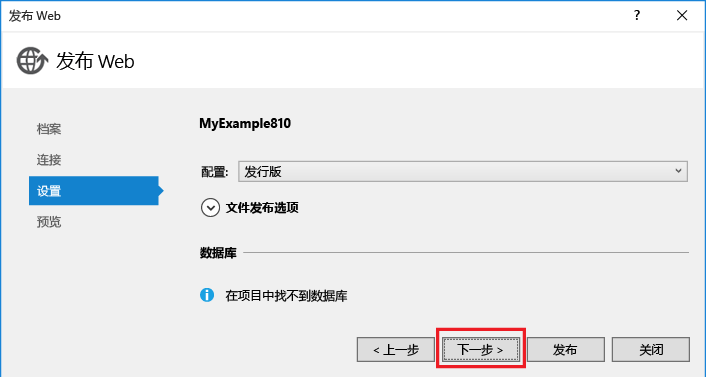 发布 Web
?
发布 Web
档案
连接
设置
预览
MyExample810
配置: 发行版
文件发布选项
数据库
在项目中找不到数据库
< 上一步 下一步 > 发布 关闭